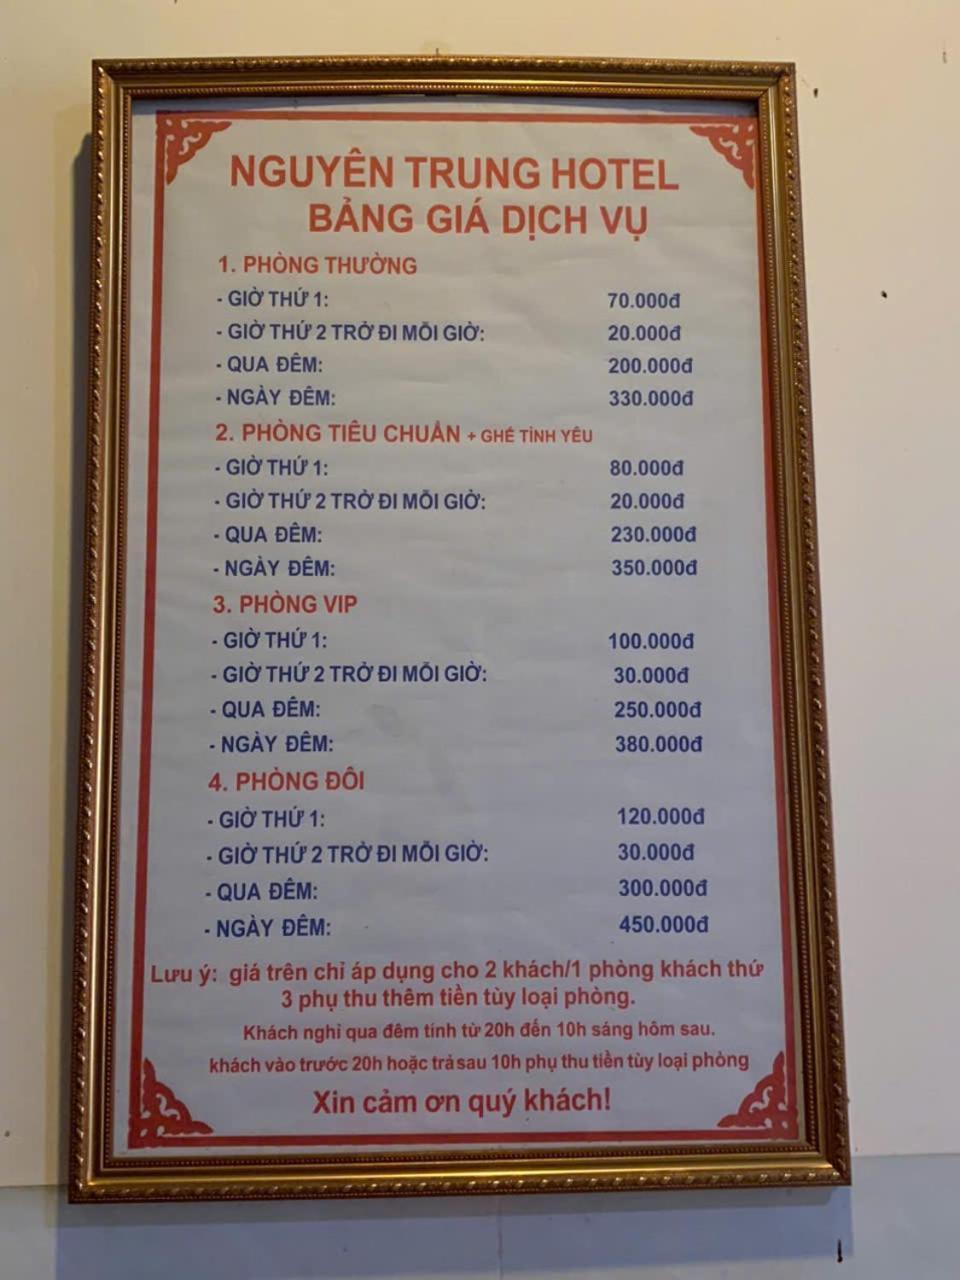 NGUYÊN TRUNG HOTEL
BẢNG GIÁ DỊCH VỤ
1. PHÒNG THƯỜNG
- GIỜ THỨ 1: 70.000đ
- GIỜ THỨ 2 TRỞ ĐI MỖI GIỜ: 20.000đ
- QUA ĐÊM: 200.000đ
- NGÀY ĐÊM: 330.000đ
2. PHÒNG TIÊU CHUẨN + GHẾ TÌNH YÊU
- GIỜ THỨ 1: 80.000đ
- GIỜ THỨ 2 TRỞ ĐI MỖI GIỜ: 20.000đ
- QUA ĐÊM: 230.000đ
- NGÀY ĐÊM: 350.000đ
3. PHÒNG VIP
- GIỜ THỨ 1: 100.000đ
- GIỜ THỨ 2 TRỞ ĐI MỖI GIỜ: 30.000đ
- QUA ĐÊM: 250.000đ
- NGÀY ĐÊM: 380.000đ
4. PHÒNG ĐÔI
- GIỜ THỨ 1: 120.000đ
- GIỜ THỨ 2 TRỞ ĐI MỖI GIỜ: 30.000đ
- QUA ĐÊM: 300.000đ
- NGÀY ĐÊM: 450.000đ
Lưu ý: giá trên chỉ áp dụng cho 2 khách/1 phòng khách thứ
3 phụ thu thêm tiền tùy loại phòng.
Khách nghỉ qua đêm tính từ 20h đến 10h sáng hôm sau.
khách vào trước 20h hoặc trả sau 10h phụ thu tiền tùy loại phòng
Xin cảm ơn quý khách!